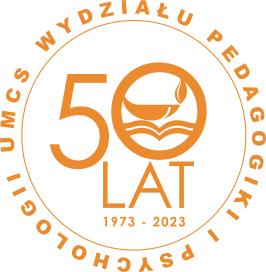 50 LAT WYDZIAŁU PEDAGOGIKI I PSYCHOLOGII UMCS
1973 - 2023